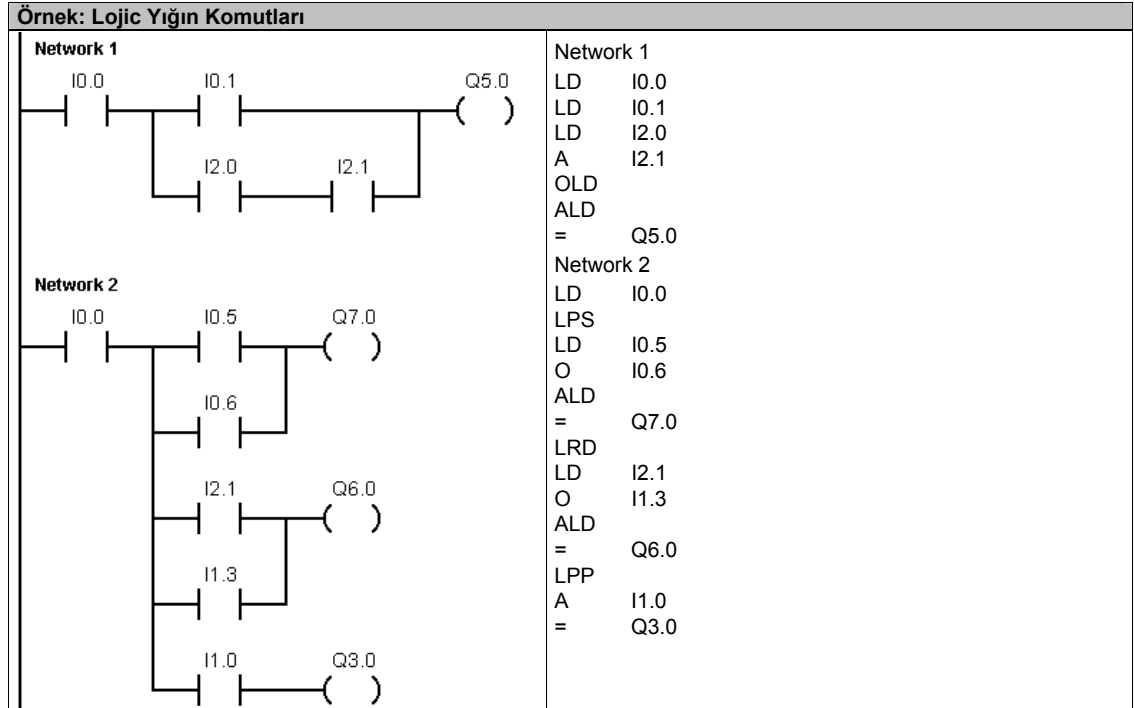 Örnek: Lojic Yığın Komutları
Network 1
I0.0 I0.1 Q5.0
I2.0 I2.1
Network 2
I0.0 I0.5 Q7.0
I0.6
I2.1 Q6.0
I1.3
I1.0 Q3.0
Network 1
LD I0.0
LD I0.1
LD I2.0
A I2.1
OLD
ALD
= Q5.0
Network 2
LD I0.0
LPS
LD I0.5
O I0.6
ALD
= Q7.0
LRD
LD I2.1
O I1.3
ALD
= Q6.0
LPP
A I1.0
= Q3.0